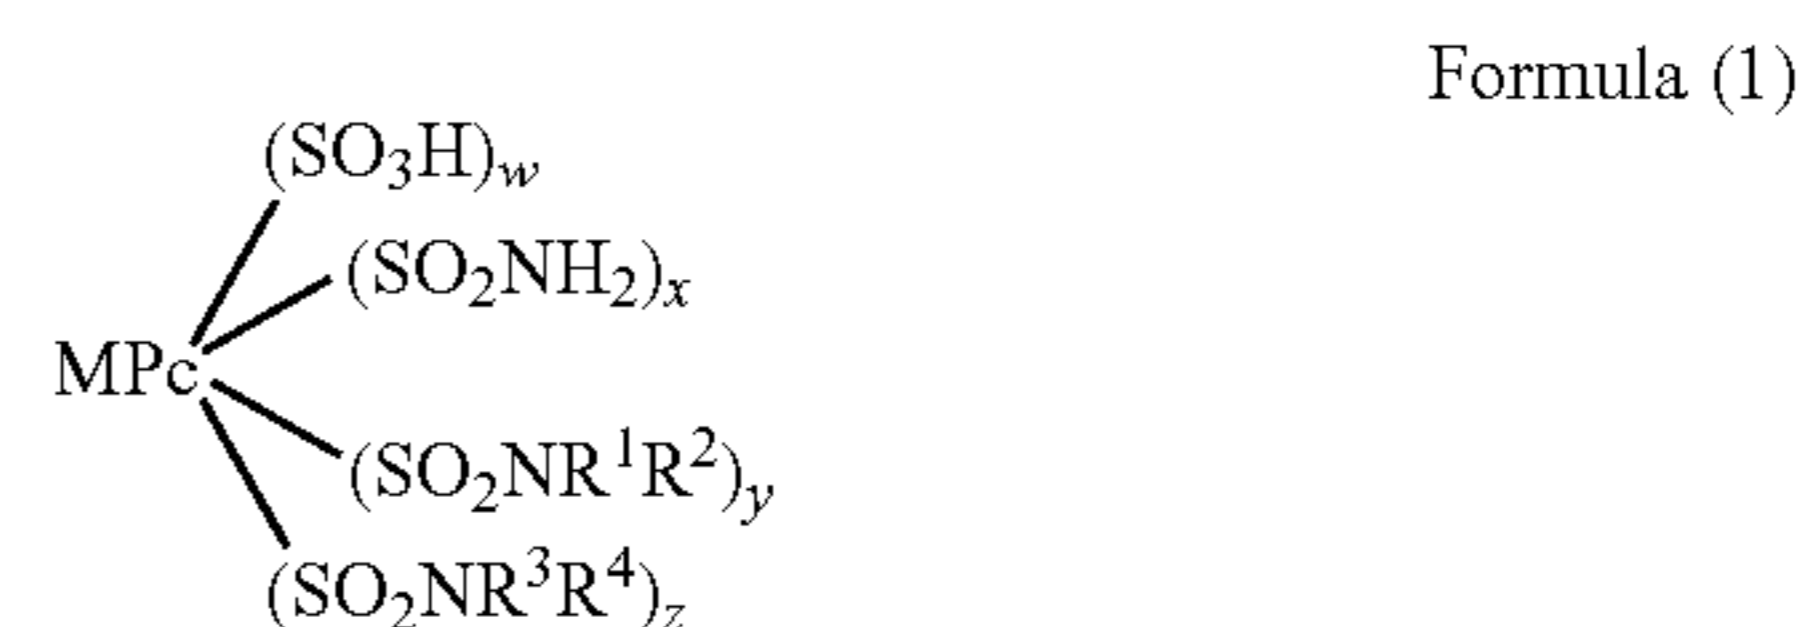 Formula (1)
(SO₃H)w
(SO₂NH₂)ₓ
MPc
(SO₂NR¹R²)y
(SO₂NR³R⁴)z